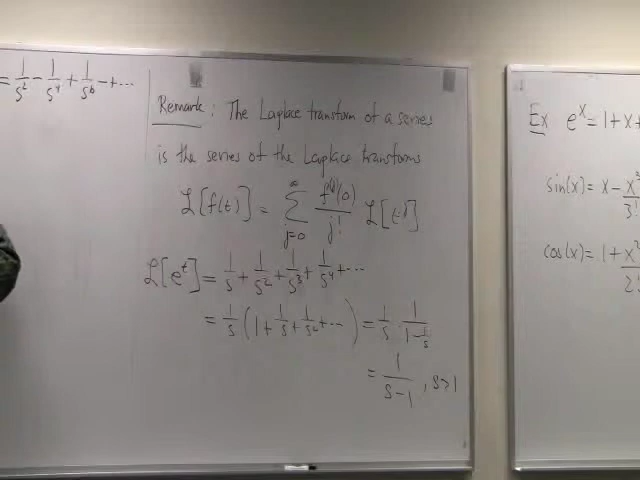 = 1/s² - 1/s⁴ + 1/s⁶ - + ...
Remark: The Laplace transform of a series
is the series of the Laplace transforms
ℒ[f(t)] = ∑_{j=0}^{∞} f^{(j)}(0)/j! ℒ[t^j]
ℒ[e^t] = 1/s + 1/s² + 1/s³ + 1/s⁴ + ...
= 1/s (1 + 1/s + 1/s² + ...) = 1/s · 1/(1 - 1/s)
= 1/(s-1), s>1
Ex e^x = 1 + x +
sin(x) = x - x³/3!
cos(x) = 1 + x²/2!